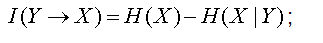 I(Y → X) = H(X) − H(X | Y) ;